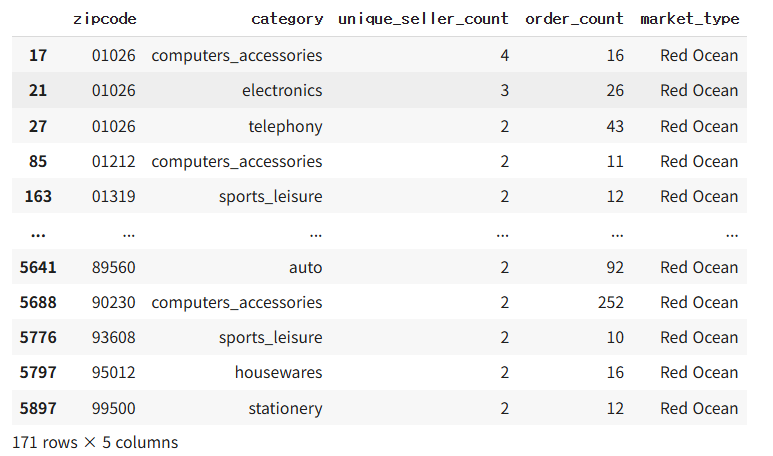 zipcode category unique_seller_count order_count market_type
17 01026 computers_accessories 4 16 Red Ocean
21 01026 electronics 3 26 Red Ocean
27 01026 telephony 2 43 Red Ocean
85 01212 computers_accessories 2 11 Red Ocean
163 01319 sports_leisure 2 12 Red Ocean
... ... ... ... ... ...
5641 89560 auto 2 92 Red Ocean
5688 90230 computers_accessories 2 252 Red Ocean
5776 93608 sports_leisure 2 10 Red Ocean
5797 95012 housewares 2 16 Red Ocean
5897 99500 stationery 2 12 Red Ocean
171 rows × 5 columns